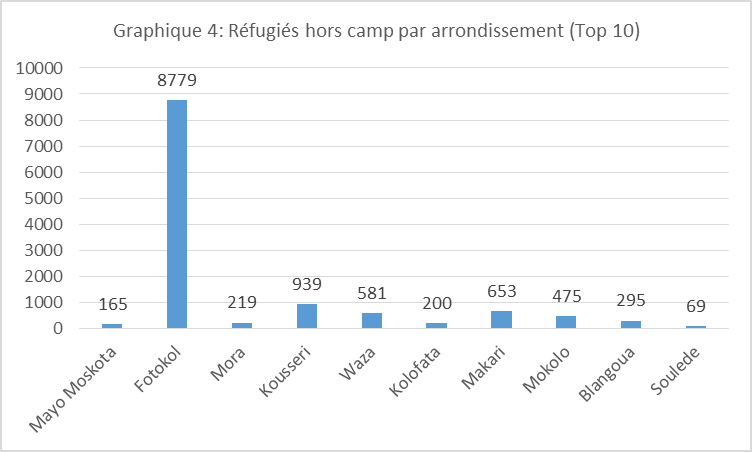 Graphique 4: Réfugiés hors camp par arrondissement (Top 10)
10000
9000
8000
7000
6000
5000
4000
3000
2000
1000
0
165
8779
219
939
581
200
653
475
295
69
Mayo Moskota
Fotokol
Mora
Kousseri
Waza
Kolofata
Makari
Mokolo
Blangoua
Soulede